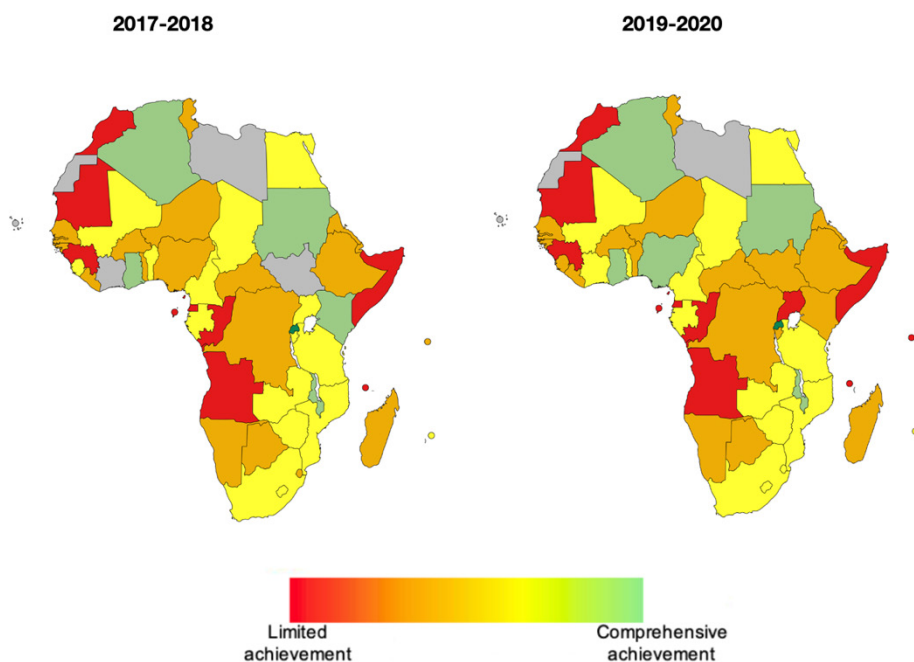 2017-2018
2019-2020
Limited
achievement
Comprehensive
achievement